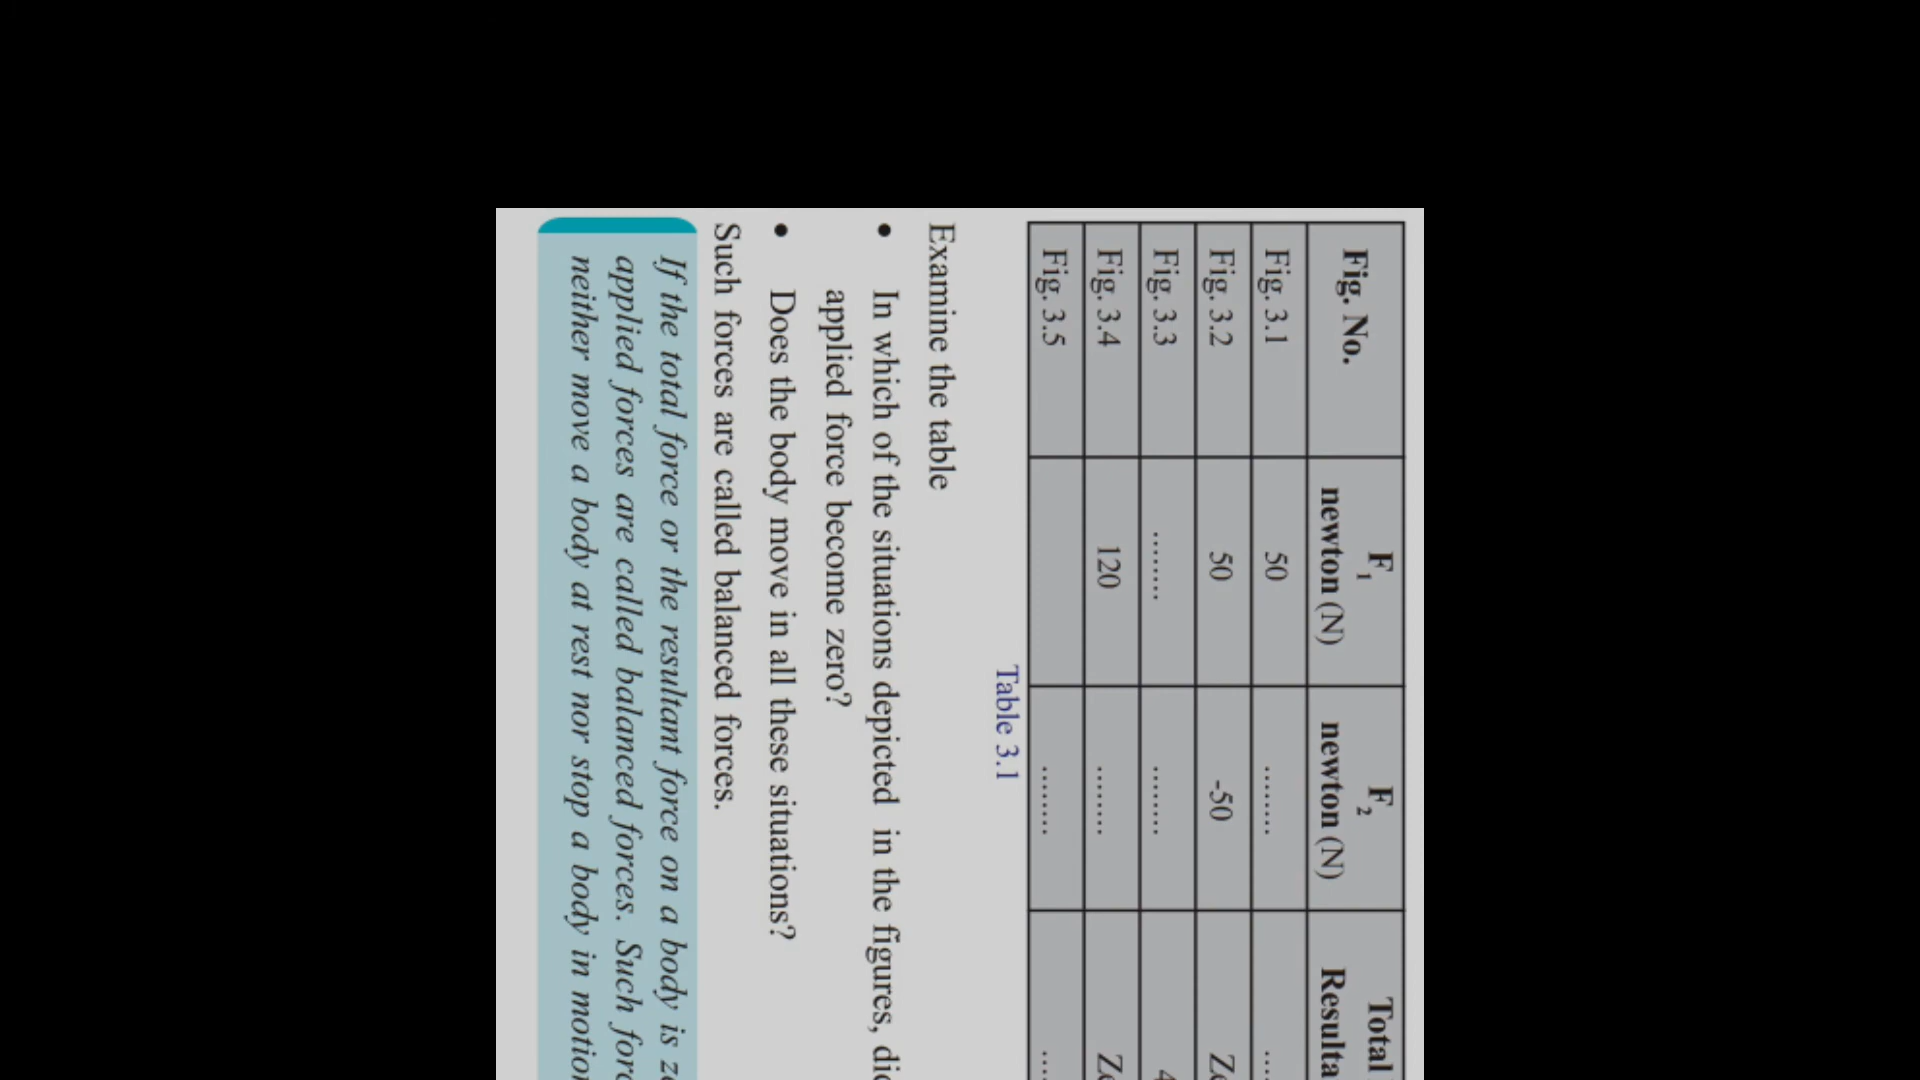 Fig. No. F1 newton (N) F2 newton (N) Total Resulta
Fig. 3.1 50 ........ ....
Fig. 3.2 50 -50 Ze
Fig. 3.3 ........ ........ 4
Fig. 3.4 120 ........ Ze
Fig. 3.5 ........ ....
Table 3.1
Examine the table
• In which of the situations depicted in the figures, did
applied force become zero?
• Does the body move in all these situations?
Such forces are called balanced forces.
If the total force or the resultant force on a body is ze
applied forces are called balanced forces. Such forc
neither move a body at rest nor stop a body in motion